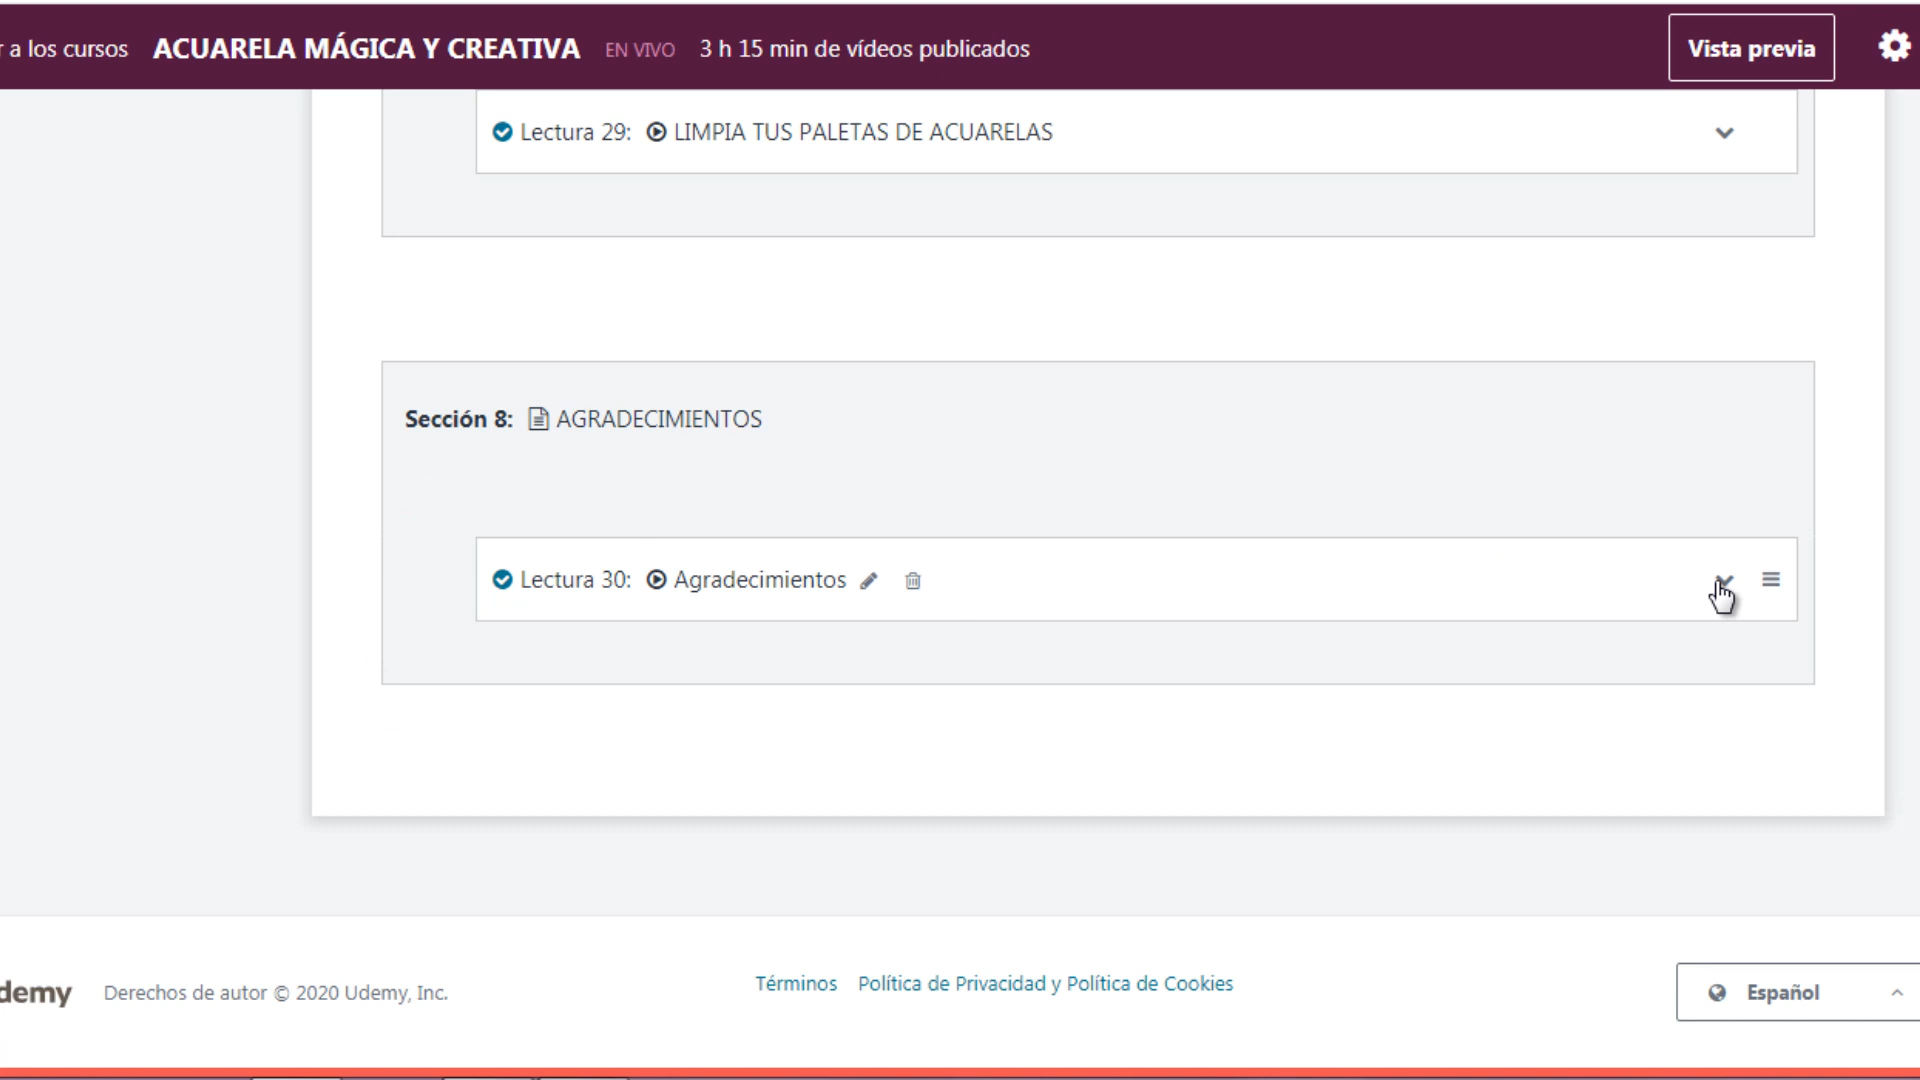 a los cursos ACUARELA MÁGICA Y CREATIVA EN VIVO 3 h 15 min de vídeos publicados Vista previa
Lectura 29: LIMPIA TUS PALETAS DE ACUARELAS
Sección 8: AGRADECIMIENTOS
Lectura 30: Agradecimientos
demy Derechos de autor © 2020 Udemy, Inc. Términos Política de Privacidad y Política de Cookies Español